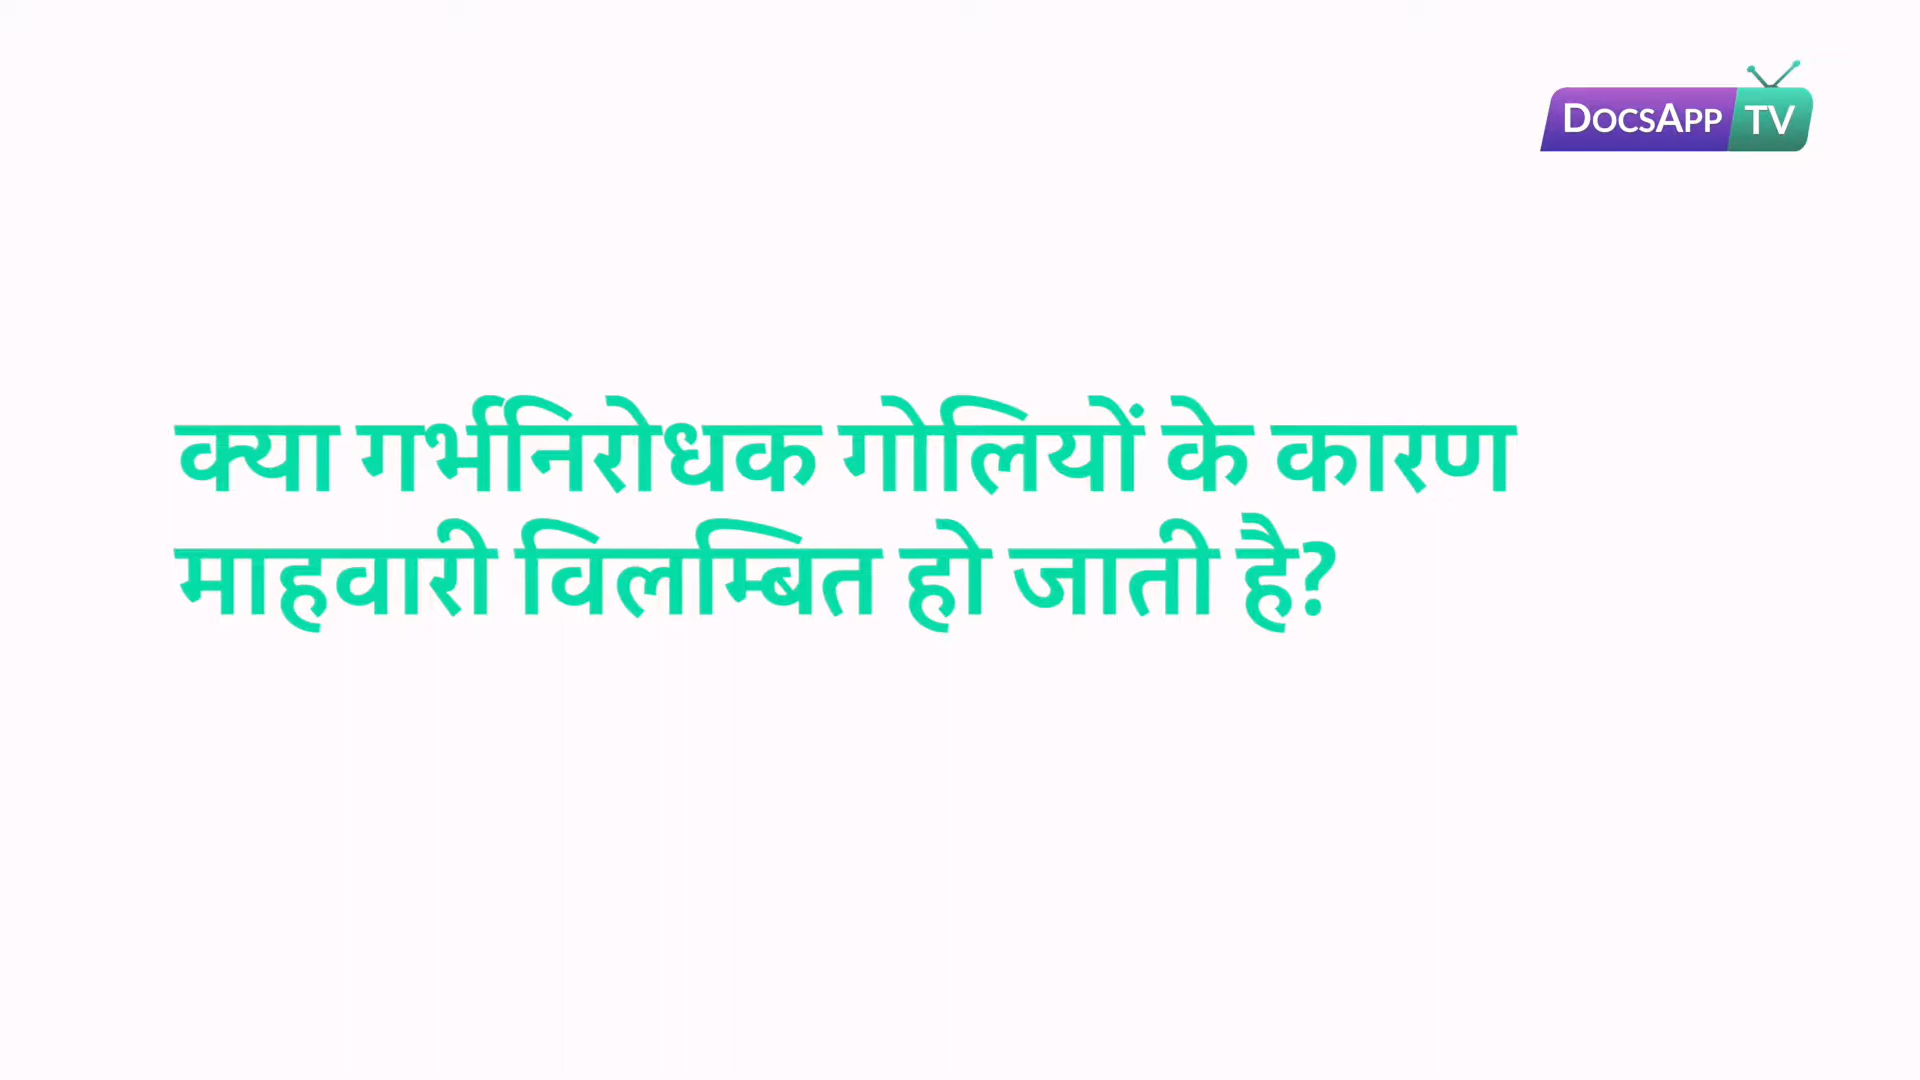 DOCSAPP TV
क्या गर्भनिरोधक गोलियों के कारण
माहवारी विलम्बित हो जाती है?